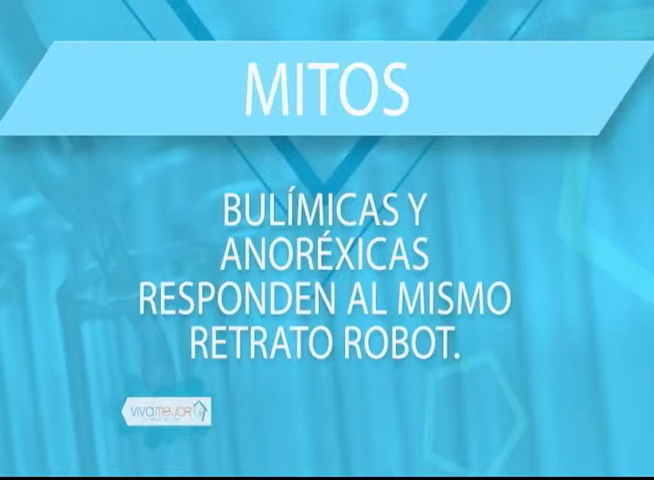 MITOS
BULÍMICAS Y
ANORÉXICAS
RESPONDEN AL MISMO
RETRATO ROBOT.
vivamejor